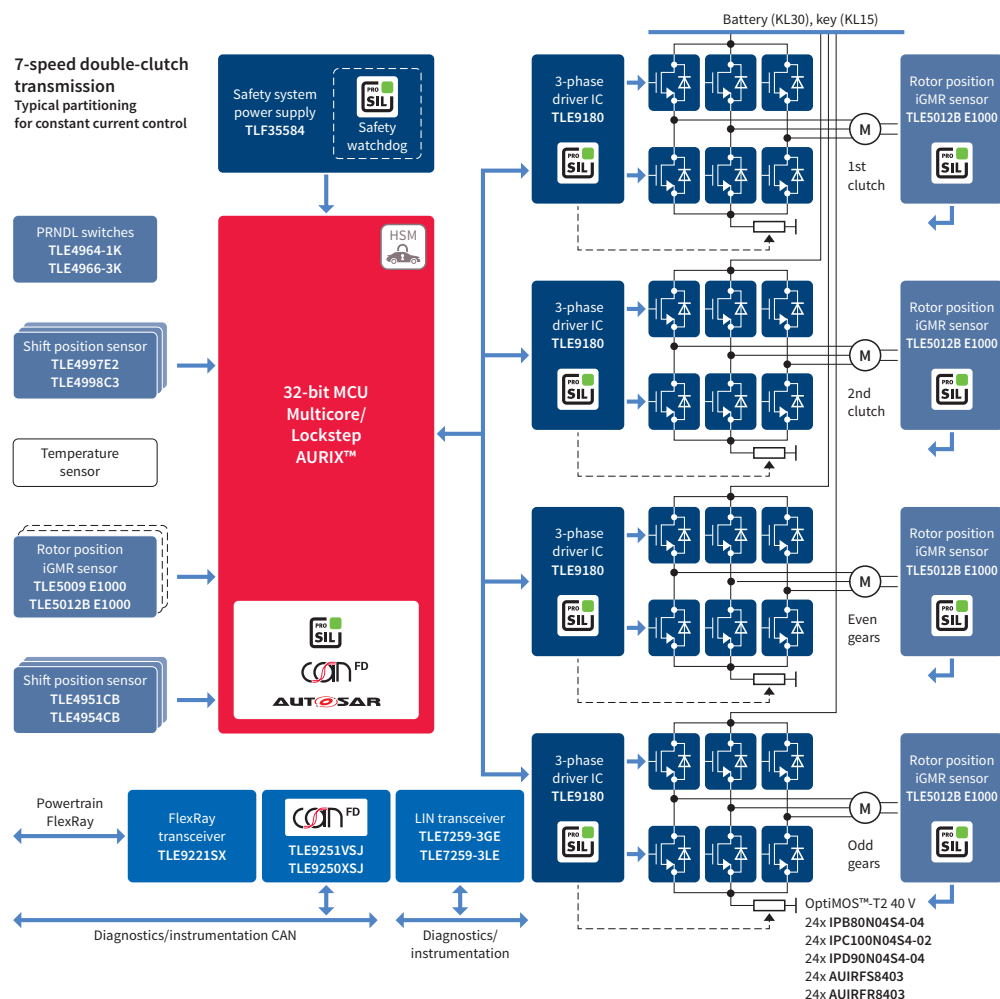 Battery (KL30), key (KL15)
7-speed double-clutch
transmission
Typical partitioning
for constant current control
Safety system
power supply
TLF35584
PRO
SIL
Safety
watchdog
HSM
PRNDL switches
TLE4964-1K
TLE4966-3K
Shift position sensor
TLE4997E2
TLE4998C3
Temperature
sensor
Rotor position
iGMR sensor
TLE5009 E1000
TLE5012B E1000
Shift position sensor
TLE4951CB
TLE4954CB
32-bit MCU
Multicore/
Lockstep
AURIX™
PRO
SIL
CAN FD
AUTOSAR
3-phase
driver IC
TLE9180
PRO
SIL
M
1st
clutch
Rotor position
iGMR sensor
TLE5012B E1000
PRO
SIL
3-phase
driver IC
TLE9180
PRO
SIL
M
2nd
clutch
Rotor position
iGMR sensor
TLE5012B E1000
PRO
SIL
3-phase
driver IC
TLE9180
PRO
SIL
M
Even
gears
Rotor position
iGMR sensor
TLE5012B E1000
PRO
SIL
3-phase
driver IC
TLE9180
PRO
SIL
M
Odd
gears
Rotor position
iGMR sensor
TLE5012B E1000
PRO
SIL
Powertrain
FlexRay
FlexRay
transceiver
TLE9221SX
CAN FD
TLE9251VSJ
TLE9250XSJ
LIN transceiver
TLE7259-3GE
TLE7259-3LE
Diagnostics/instrumentation CAN
Diagnostics/
instrumentation
OptiMOS™-T2 40 V
24x IPB80N04S4-04
24x IPC100N04S4-02
24x IPD90N04S4-04
24x AUIRFS8403
24x AUIRFR8403